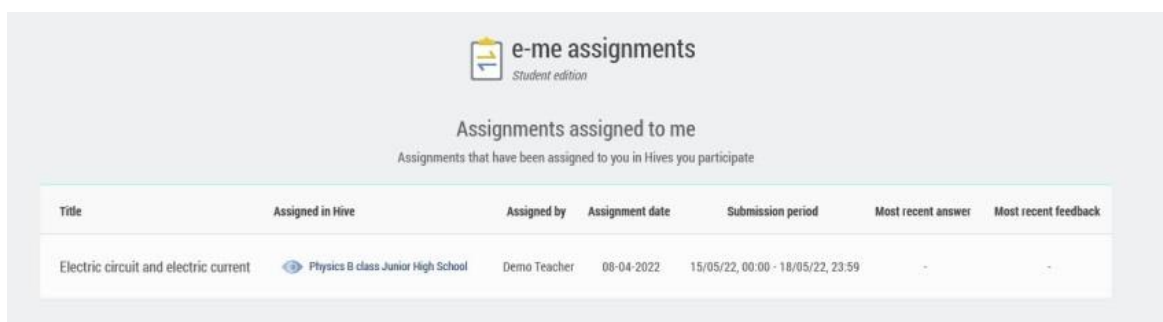 e-me assignments
Student edition
Assignments assigned to me
Assignments that have been assigned to you in Hives you participate
Title Assigned in Hive Assigned by Assignment date Submission period Most recent answer Most recent feedback
Electric circuit and electric current Physics B class Junior High School Demo Teacher 08-04-2022 15/05/22, 00:00 - 18/05/22, 23:59 - -